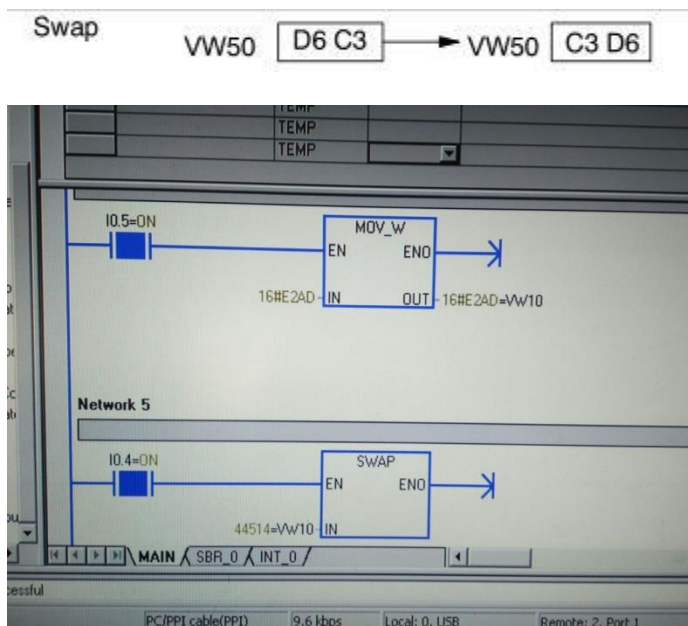 Swap
VW50 D6 C3 VW50 C3 D6
TEMP
TEMP
TEMP
I0.5=ON
MOV_W
EN ENO
16#E2AD IN OUT 16#E2AD=VW10
Network 5
I0.4=ON
SWAP
EN ENO
44514=VW10 IN
MAIN SBR_0 INT_0
PC/PPI cable(PPI) 9.6 kbps Local: 0, USB Remote: 2, Port 1